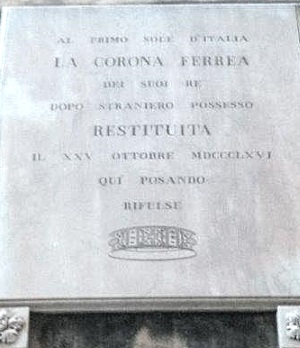 AL PRIMO SOLE D'ITALIA
LA CORONA FERREA
DEI SUOI RE
DOPO STRANIERO POSSESSO
RESTITUITA
IL XXV OTTOBRE MDCCCLXVI
QUI POSANDO
RIFULSE